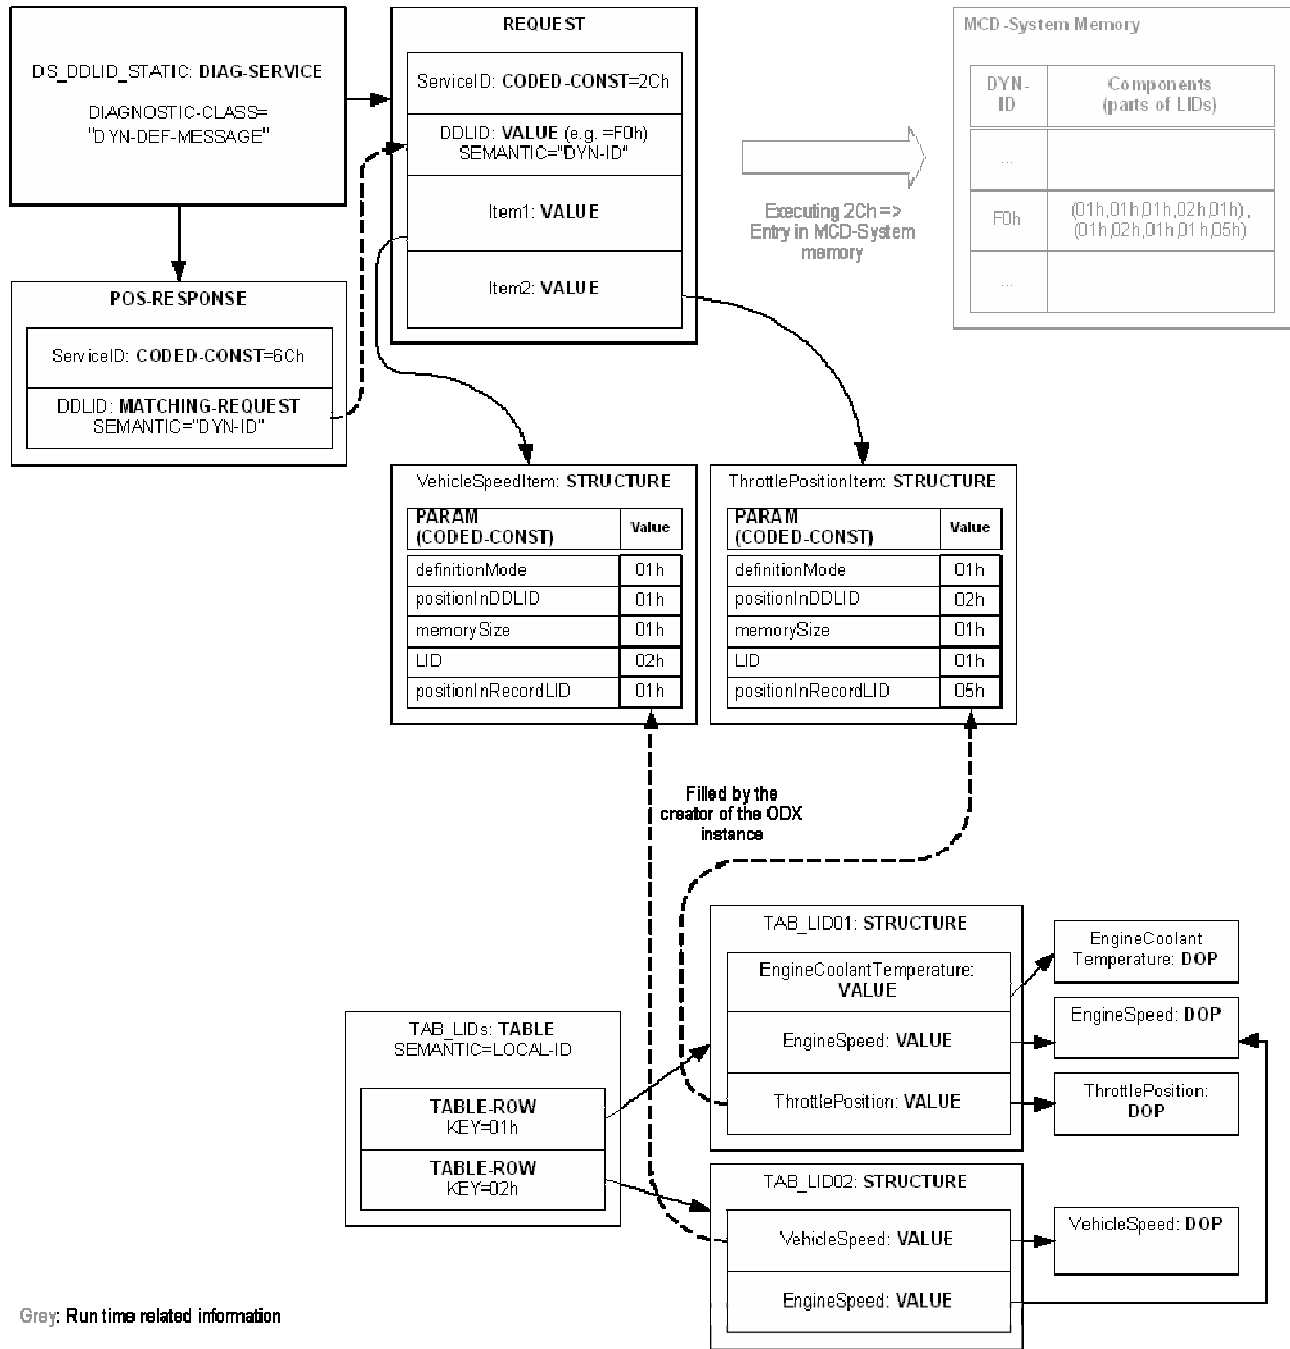 DS_DDLID_STATIC: DIAG-SERVICE
DIAGNOSTIC-CLASS=
"DYN-DEF-MESSAGE"
REQUEST
ServiceID: CODED-CONST=2Ch
DDLID: VALUE (e.g. =F0h)
SEMANTIC="DYN-ID"
Item1: VALUE
Item2: VALUE
MCD-System Memory
DYN-
ID
Components
(parts of LIDs)
...
F0h
(01h,01h,01h,02h,01h),
(01h,02h,01h,01h,05h)
...
Executing 2Ch =>
Entry in MCD-System
memory
POS-RESPONSE
ServiceID: CODED-CONST=6Ch
DDLID: MATCHING-REQUEST
SEMANTIC="DYN-ID"
VehicleSpeedItem: STRUCTURE
PARAM
(CODED-CONST)
Value
definitionMode 01h
positionInDDLID 01h
memorySize 01h
LID 02h
positionInRecordLID 01h
ThrottlePositionItem: STRUCTURE
PARAM
(CODED-CONST)
Value
definitionMode 01h
positionInDDLID 02h
memorySize 01h
LID 01h
positionInRecordLID 05h
Filled by the
creator of the ODX
instance
TAB_LID01: STRUCTURE
EngineCoolantTemperature:
VALUE
EngineSpeed: VALUE
ThrottlePosition: VALUE
EngineCoolant
Temperature: DOP
EngineSpeed: DOP
ThrottlePosition:
DOP
TAB_LIDs: TABLE
SEMANTIC=LOCAL-ID
TABLE-ROW
KEY=01h
TABLE-ROW
KEY=02h
TAB_LID02: STRUCTURE
VehicleSpeed: VALUE
EngineSpeed: VALUE
VehicleSpeed: DOP
Grey: Run time related information